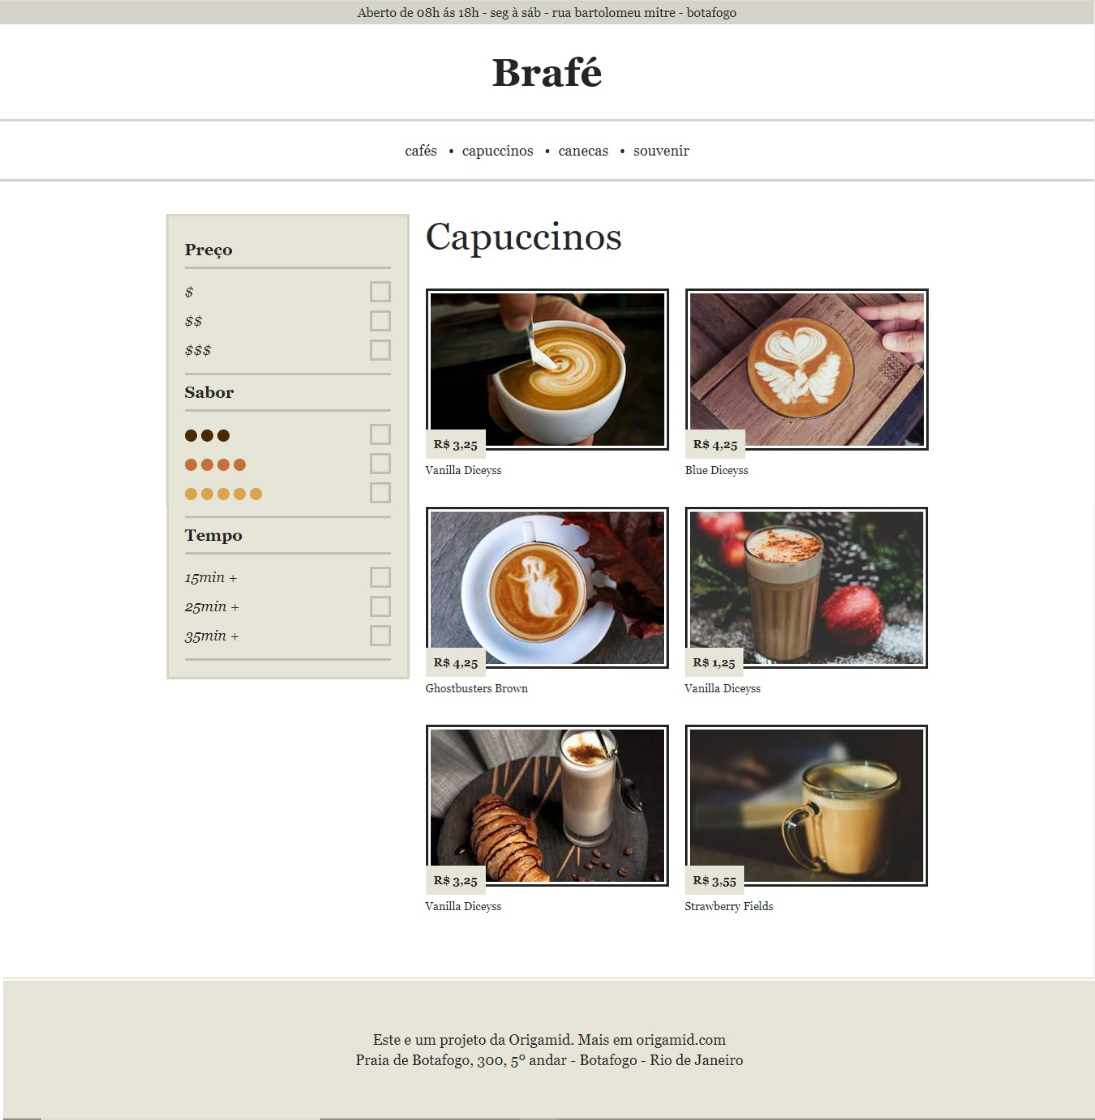 Aberto de 08h ás 18h - seg à sáb - rua bartolomeu mitre - botafogo
Brafé
cafés • capuccinos • canecas • souvenir
Preço
$
$$
$$$
Sabor
Tempo
15min +
25min +
35min +
Capuccinos
R$ 3,25
Vanilla Diceyss
R$ 4,25
Blue Diceyss
R$ 4,25
Ghostbusters Brown
R$ 1,25
Vanilla Diceyss
R$ 3,25
Vanilla Diceyss
R$ 3,55
Strawberry Fields
Este e um projeto da Origamid. Mais em origamid.com
Praia de Botafogo, 300, 5º andar - Botafogo - Rio de Janeiro